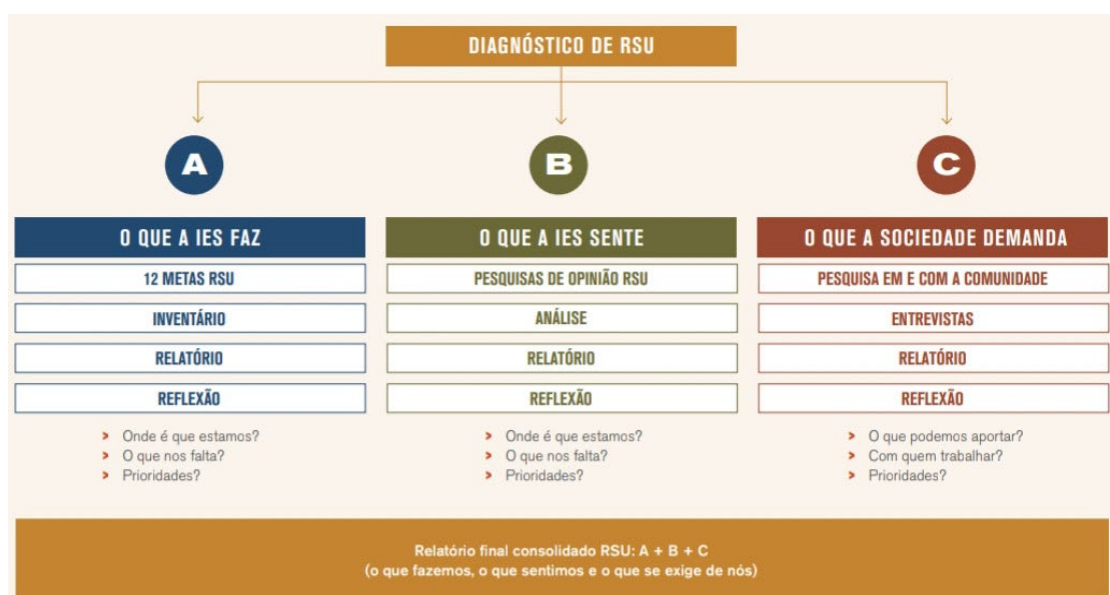 DIAGNÓSTICO DE RSU
A
O QUE A IES FAZ
12 METAS RSU
INVENTÁRIO
RELATÓRIO
REFLEXÃO
> Onde é que estamos?
> O que nos falta?
> Prioridades?
B
O QUE A IES SENTE
PESQUISAS DE OPINIÃO RSU
ANÁLISE
RELATÓRIO
REFLEXÃO
> Onde é que estamos?
> O que nos falta?
> Prioridades?
C
O QUE A SOCIEDADE DEMANDA
PESQUISA EM E COM A COMUNIDADE
ENTREVISTAS
RELATÓRIO
REFLEXÃO
> O que podemos aportar?
> Com quem trabalhar?
> Prioridades?
Relatório final consolidado RSU: A + B + C
(o que fazemos, o que sentimos e o que se exige de nós)